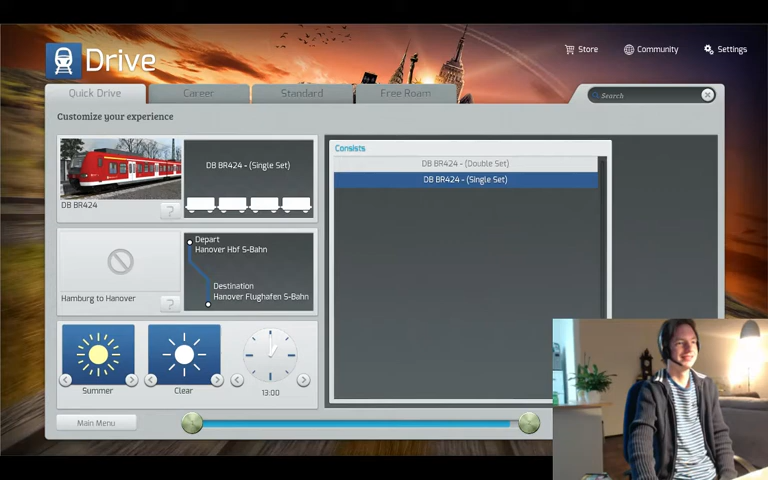 Drive
Store
Community
Settings
Quick Drive
Career
Standard
Free Roam
Search
Customize your experience
DB BR424
?
DB BR424 - (Single Set)
Consists
DB BR424 - (Double Set)
DB BR424 - (Single Set)
Hamburg to Hanover
?
Depart
Hanover Hbf S-Bahn
Destination
Hanover Flughafen S-Bahn
Summer
Clear
13:00
Main Menu